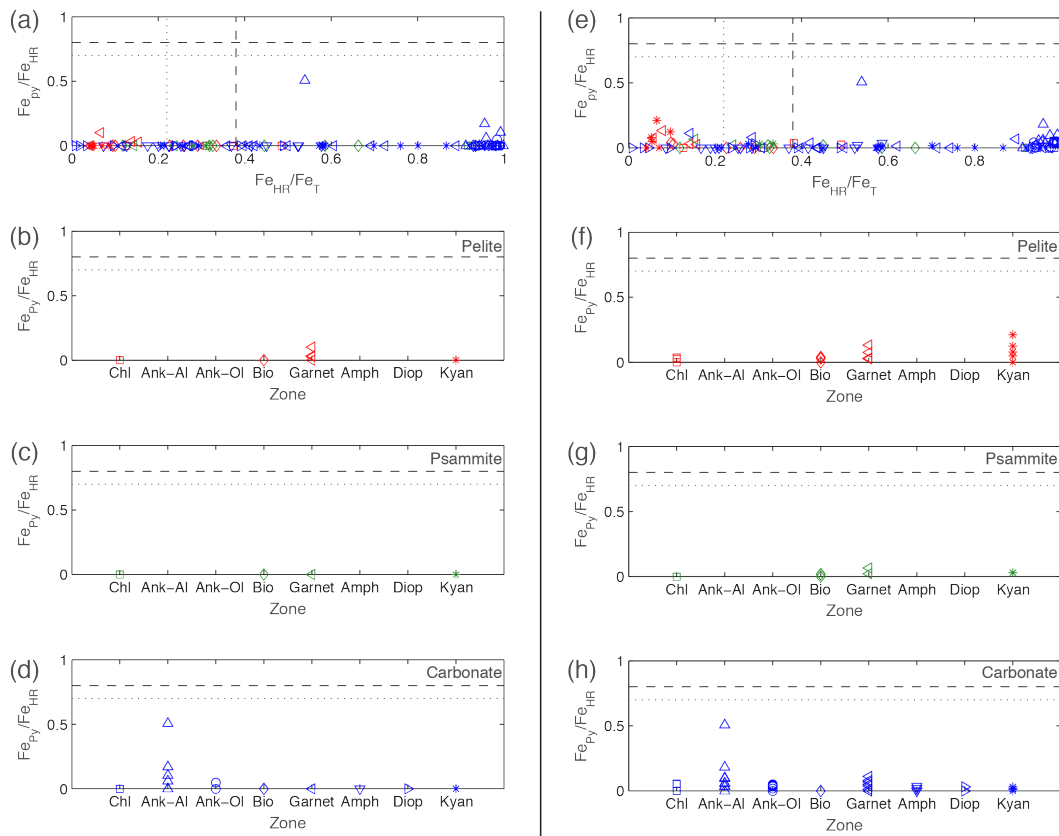 (a)
1
0.5
0
Fe_py/Fe_HR
0 0.2 0.4 0.6 0.8 1
Fe_HR/Fe_T
(b)
Pelite
1
0.5
0
Fe_Py/Fe_HR
Chl Ank-Al Ank-Ol Bio Garnet Amph Diop Kyan
Zone
(c)
Psammite
1
0.5
0
Fe_Py/Fe_HR
Chl Ank-Al Ank-Ol Bio Garnet Amph Diop Kyan
Zone
(d)
Carbonate
1
0.5
0
Fe_Py/Fe_HR
Chl Ank-Al Ank-Ol Bio Garnet Amph Diop Kyan
Zone
(e)
1
0.5
0
Fe_py/Fe_HR
0 0.2 0.4 0.6 0.8
Fe_HR/Fe_T
(f)
Pelite
1
0.5
0
Fe_Py/Fe_HR
Chl Ank-Al Ank-Ol Bio Garnet Amph Diop Kyan
Zone
(g)
Psammite
1
0.5
0
Fe_Py/Fe_HR
Chl Ank-Al Ank-Ol Bio Garnet Amph Diop Kyan
Zone
(h)
Carbonate
1
0.5
0
Fe_Py/Fe_HR
Chl Ank-Al Ank-Ol Bio Garnet Amph Diop Kyan
Zone